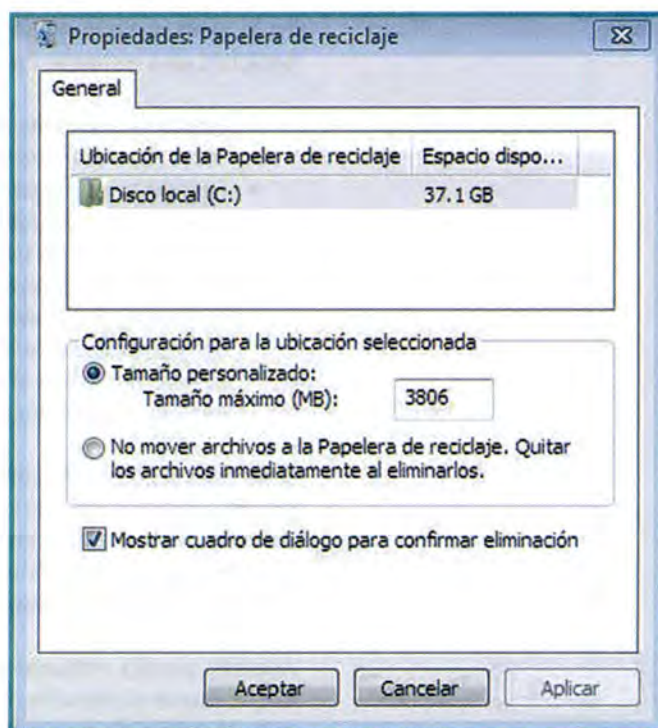 Propiedades: Papelera de reciclaje
General
Ubicación de la Papelera de reciclaje Espacio dispo...
Disco local (C:) 37.1 GB
Configuración para la ubicación seleccionada
Tamaño personalizado:
Tamaño máximo (MB): 3806
No mover archivos a la Papelera de reciclaje. Quitar
los archivos inmediatamente al eliminarlos.
Mostrar cuadro de diálogo para confirmar eliminación
Aceptar Cancelar Aplicar